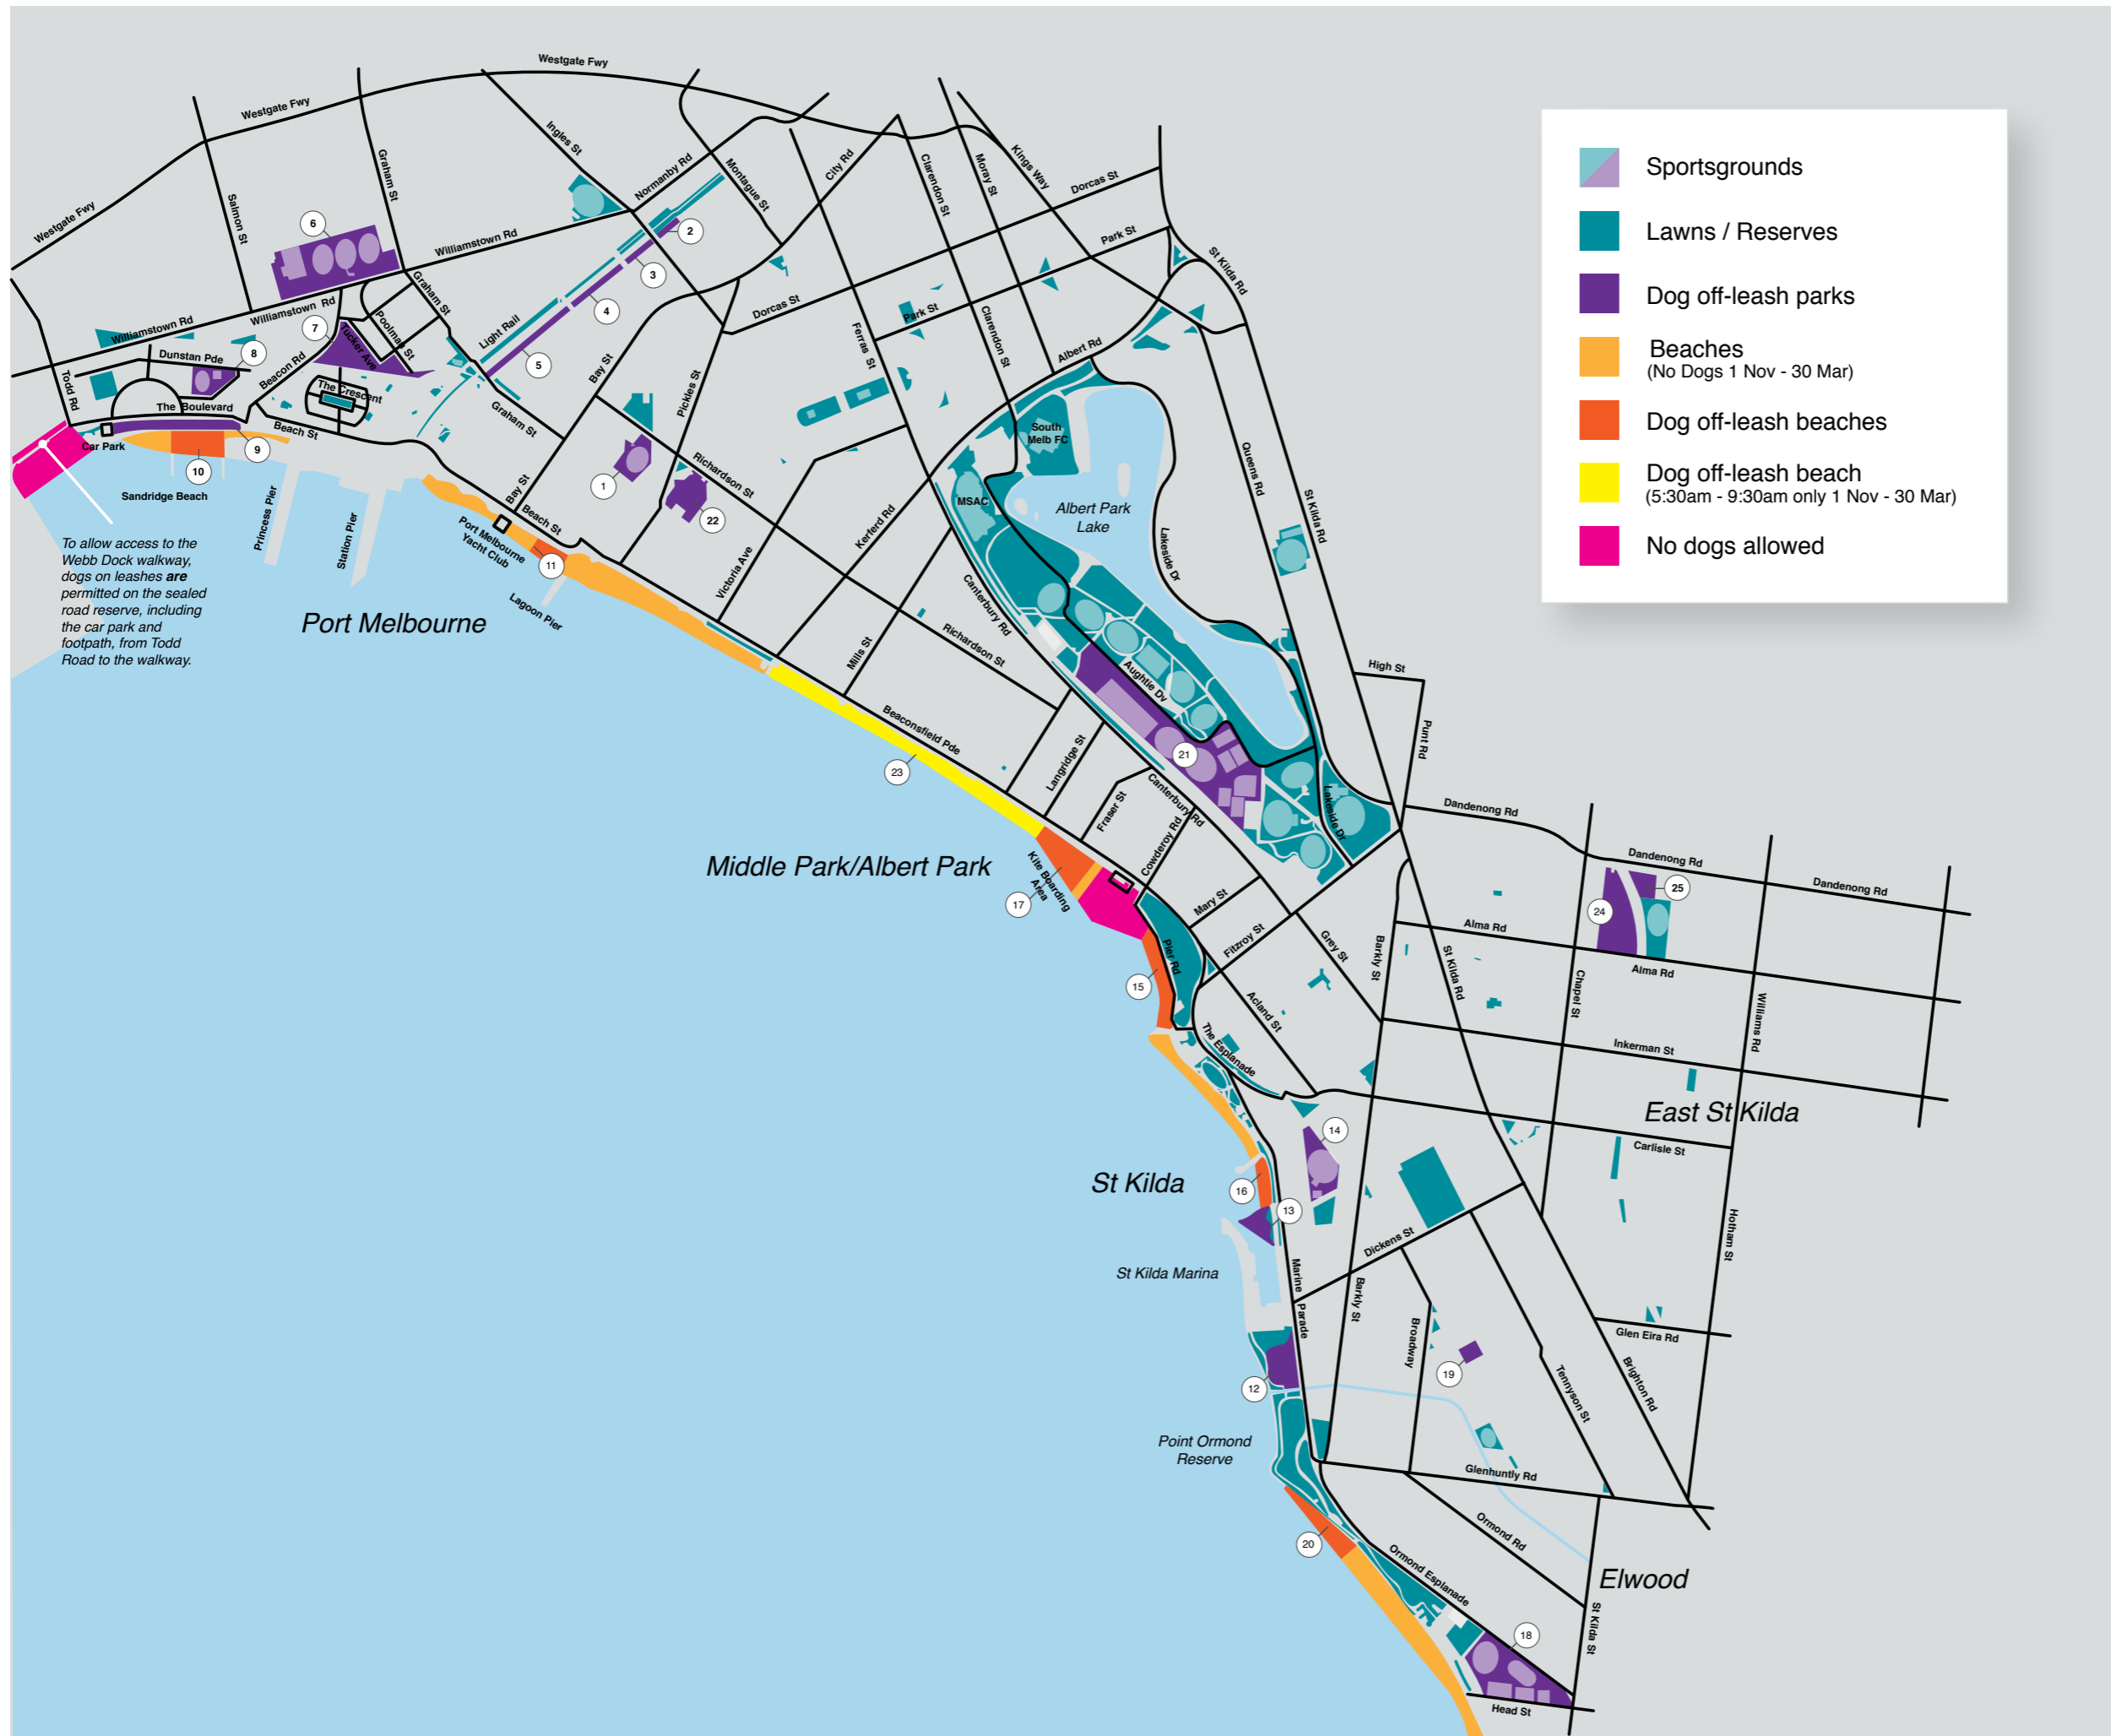 Westgate Fwy
Westgate Fwy
Westgate Fwy
Salmon St
Graham St
Ingles St
Normanby Rd
Montague St
City Rd
Clarendon St
Moray St
Kings Way
Dorcas St
Park St
St Kilda Rd
Sportsgrounds
Lawns / Reserves
Dog off-leash parks
Beaches
(No Dogs 1 Nov - 30 Mar)
Dog off-leash beaches
Dog off-leash beach
(5:30am - 9:30am only 1 Nov - 30 Mar)
No dogs allowed
6
Williamstown Rd
2
3
4
5
Light Rail
Graham St
Poolman St
Tucker Ave
7
Williamstown Rd
Williamstown Rd
Dunstan Pde
8
Beacon Rd
The Crescent
Todd Rd
The Boulevard
Beach St
Car Park
9
10
Sandridge Beach
Princess Pier
Station Pier
Graham St
Bay St
Bay St
Beach St
Pickles St
Dorcas St
Ferras St
Park St
Clarendon St
Albert Rd
South
Melb FC
MSAC
Albert Park
Lake
Lakeside Dr
Queens Rd
St Kilda Rd
1
22
Richardson St
Victoria Ave
Kerferd Rd
Mills St
Richardson St
Canterbury Rd
Port Melbourne
Yacht Club
11
Lagoon Pier
To allow access to the
Webb Dock walkway,
dogs on leashes are
permitted on the sealed
road reserve, including
the car park and
footpath, from Todd
Road to the walkway.
Port Melbourne
Aughtie Dv
21
High St
Punt Rd
Beaconsfield Pde
23
Langridge St
Fraser St
Canterbury Rd
Cowderoy Rd
Lakeside Dr
Dandenong Rd
Dandenong Rd
Dandenong Rd
Middle Park/Albert Park
Kite Boarding
Area
17
Mary St
Fitzroy St
Grey St
Barkly St
Alma Rd
St Kilda Rd
24
25
Alma Rd
Chapel St
Williams Rd
Pier Rd
15
Acland St
The Esplanade
Inkerman St
East St Kilda
Carlisle St
14
St Kilda
16
13
St Kilda Marina
Marine
Parade
Dickens St
Barkly St
Broadway
Hotham St
Glen Eira Rd
19
12
Tennyson St
Brighton Rd
Point Ormond
Reserve
Glenhuntly Rd
Ormond Rd
20
Ormond Esplanade
Elwood
St Kilda St
18
Head St